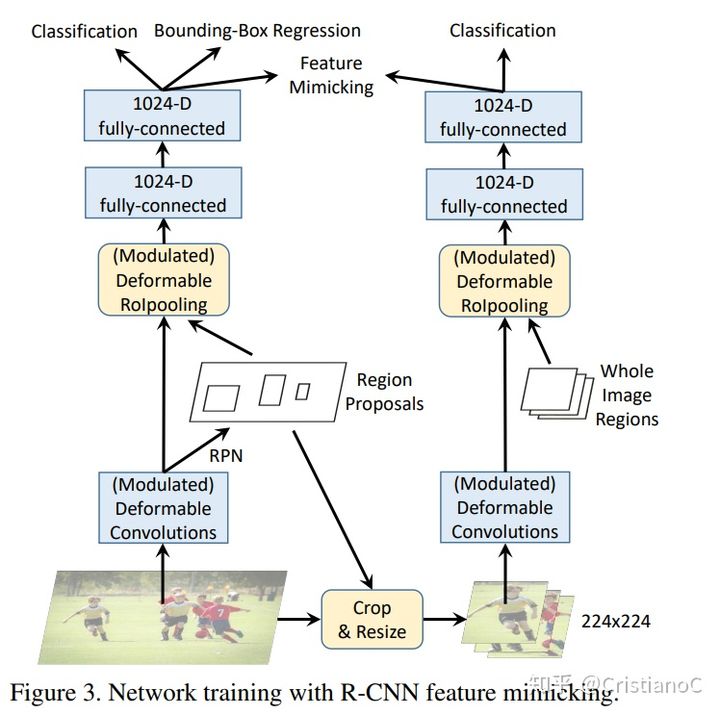 Classification
Bounding-Box Regression
Classification
Feature
Mimicking
1024-D
fully-connected
1024-D
fully-connected
1024-D
fully-connected
1024-D
fully-connected
(Modulated)
Deformable
RoIpooling
(Modulated)
Deformable
RoIpooling
Region
Proposals
Whole
Image
Regions
RPN
(Modulated)
Deformable
Convolutions
(Modulated)
Deformable
Convolutions
7
Crop
& Resize
224x224
Figure 3. Network training with R-CNN feature mimicking.
知乎 @CristianoC